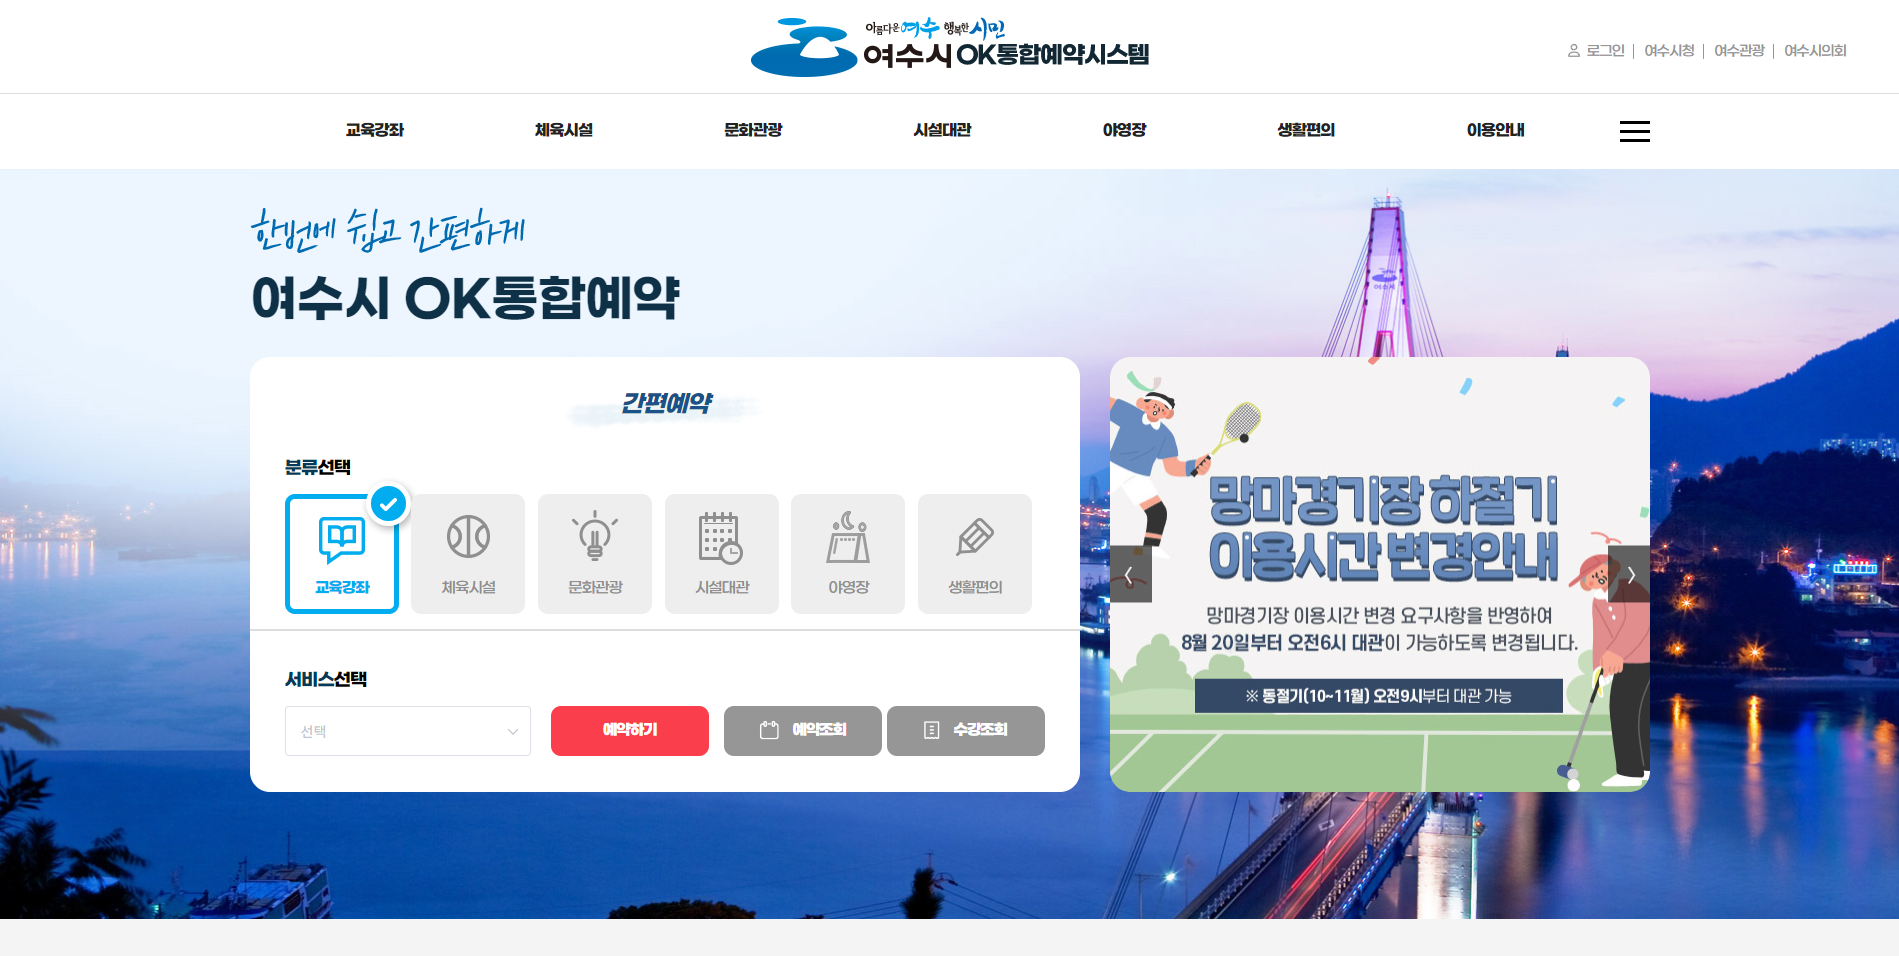 아름다운 여수 행복한 시민
여수시 OK통합예약시스템
로그인
여수시청
여수관광
여수시의회
교육강좌
체육시설
문화관광
시설대관
야영장
생활편의
이용안내
한번에 쉽고 간편하게
여수시 OK통합예약
여수시
간편예약
분류선택
교육강좌
체육시설
문화관광
시설대관
야영장
생활편의
서비스선택
선택
예약하기
예약조회
수강조회
망마경기장 하절기
이용시간 변경안내
망마경기장 이용시간 변경 요구사항을 반영하여
8월 20일부터 오전6시 대관이 가능하도록 변경됩니다.
※ 동절기(10~11월) 오전9시부터 대관 가능